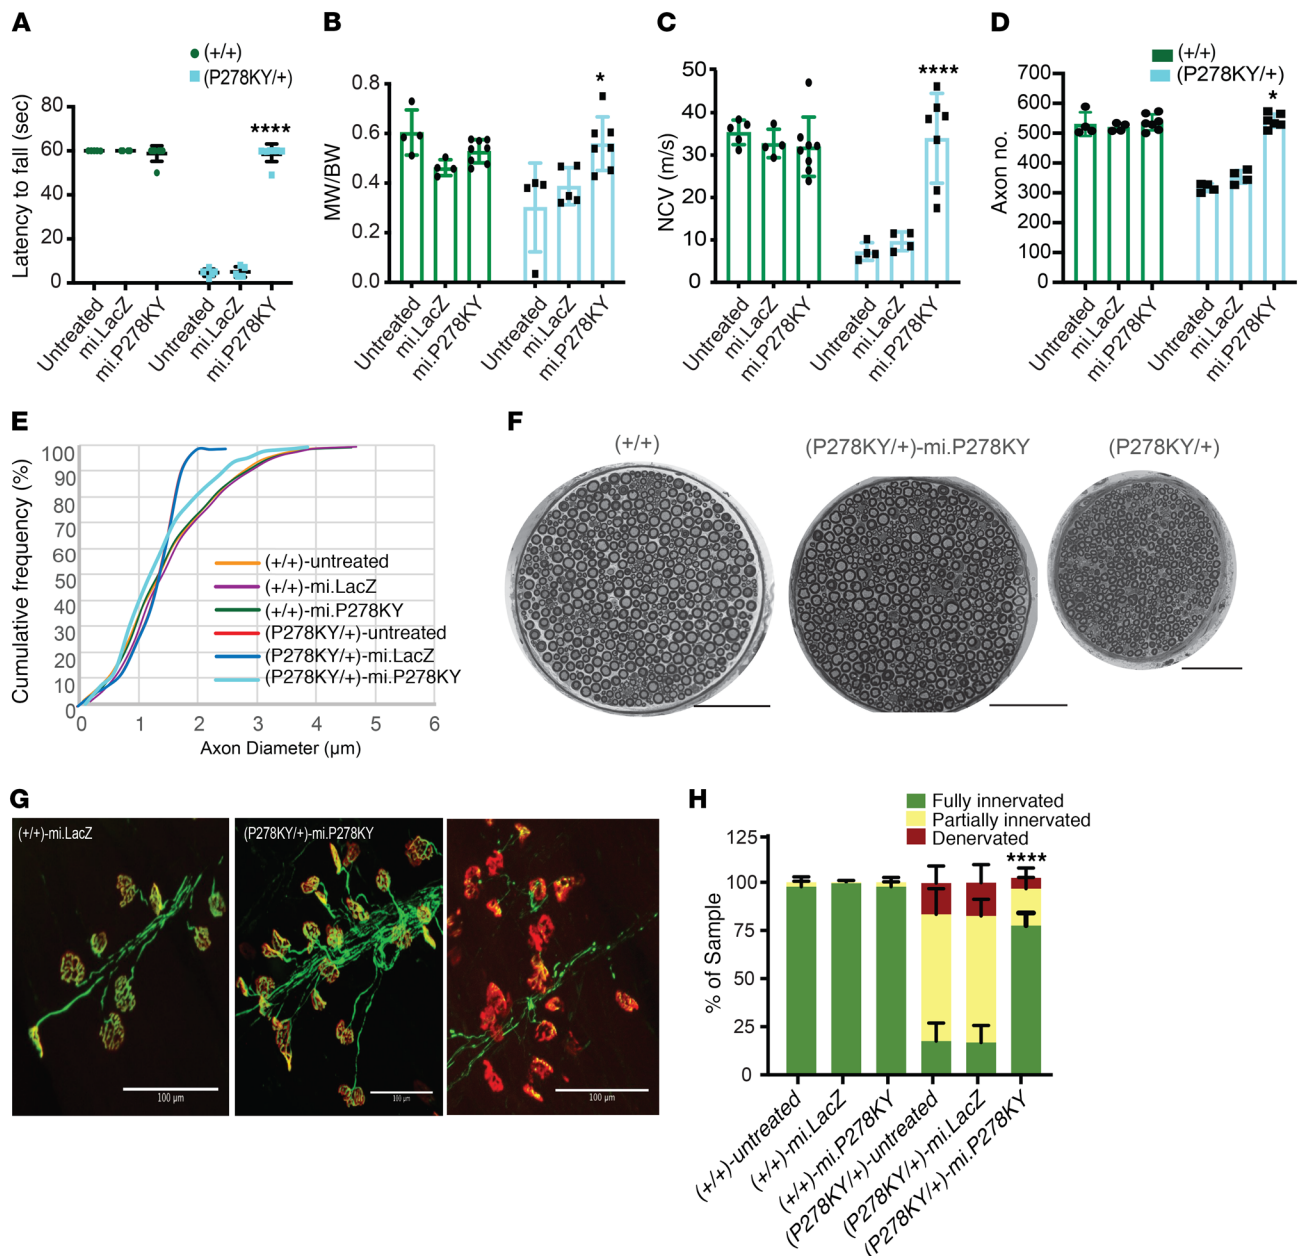 A
(+/+)
(P278KY/+)
Latency to fall (sec)
80
60
40
20
0
Untreated
mi.LacZ
mi.P278KY
Untreated
mi.LacZ
mi.P278KY
****
B
MW/BW
0.8
0.6
0.4
0.2
0.0
Untreated
mi.LacZ
mi.P278KY
Untreated
mi.LacZ
mi.P278KY
*
C
NCV (m/s)
50
40
30
20
10
0
Untreated
mi.LacZ
mi.P278KY
Untreated
mi.LacZ
mi.P278KY
****
D
(+/+)
(P278KY/+)
Axon no.
700
600
500
400
300
200
100
0
Untreated
mi.LacZ
mi.P278KY
Untreated
mi.LacZ
mi.P278KY
*
E
Cumulative frequency (%)
100
90
80
70
60
50
40
30
20
10
0
(+/+)-untreated
(+/+)-mi.LacZ
(+/+)-mi.P278KY
(P278KY/+)-untreated
(P278KY/+)-mi.LacZ
(P278KY/+)-mi.P278KY
0 1 2 3 4 5 6
Axon Diameter (µm)
F
(+/+)
(P278KY/+)-mi.P278KY
(P278KY/+)
G
(+/+)-mi.LacZ
100 µm
(P278KY/+)-mi.P278KY
100 µm
100 µm
H
Fully innervated
Partially innervated
Denervated
****
% of Sample
125
100
75
50
25
0
(+/+)-untreated
(+/+)-mi.LacZ
(+/+)-mi.P278KY
(P278KY/+)-untreated
(P278KY/+)-mi.LacZ
(P278KY/+)-mi.P278KY